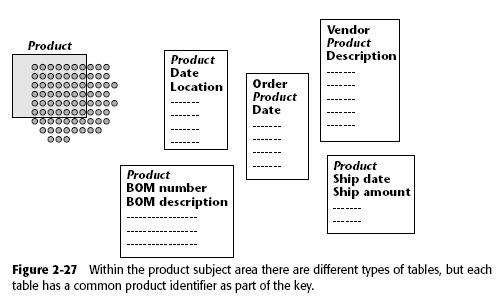 Product
Product
Date
Location
Order
Product
Date
Vendor
Product
Description
Product
BOM number
BOM description
Product
Ship date
Ship amount
Figure 2-27 Within the product subject area there are different types of tables, but each
table has a common product identifier as part of the key.